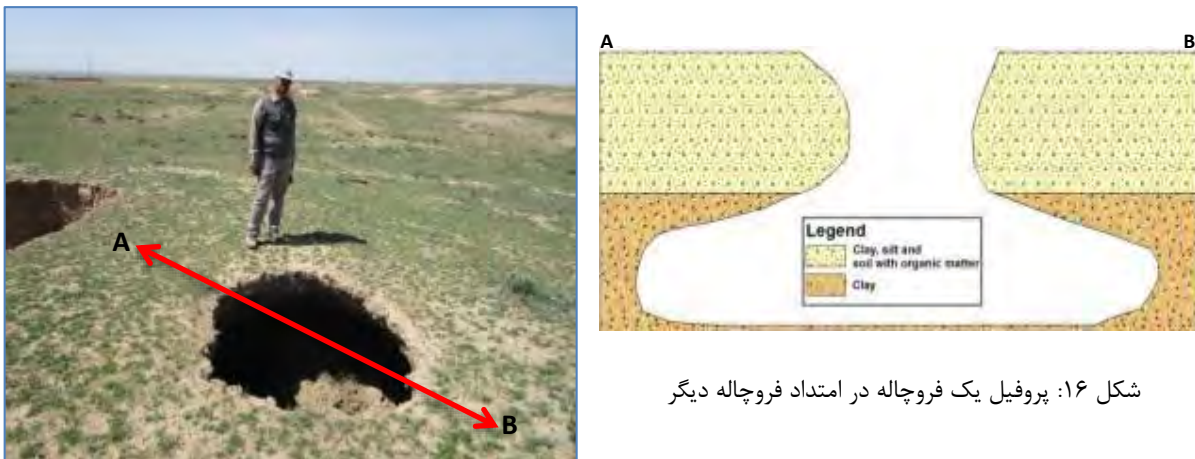 A
B
A
B
Legend
Clay, silt and
soil with organic matter
Clay
شکل ۱۶: پروفیل یک فروچاله در امتداد فروچاله دیگر